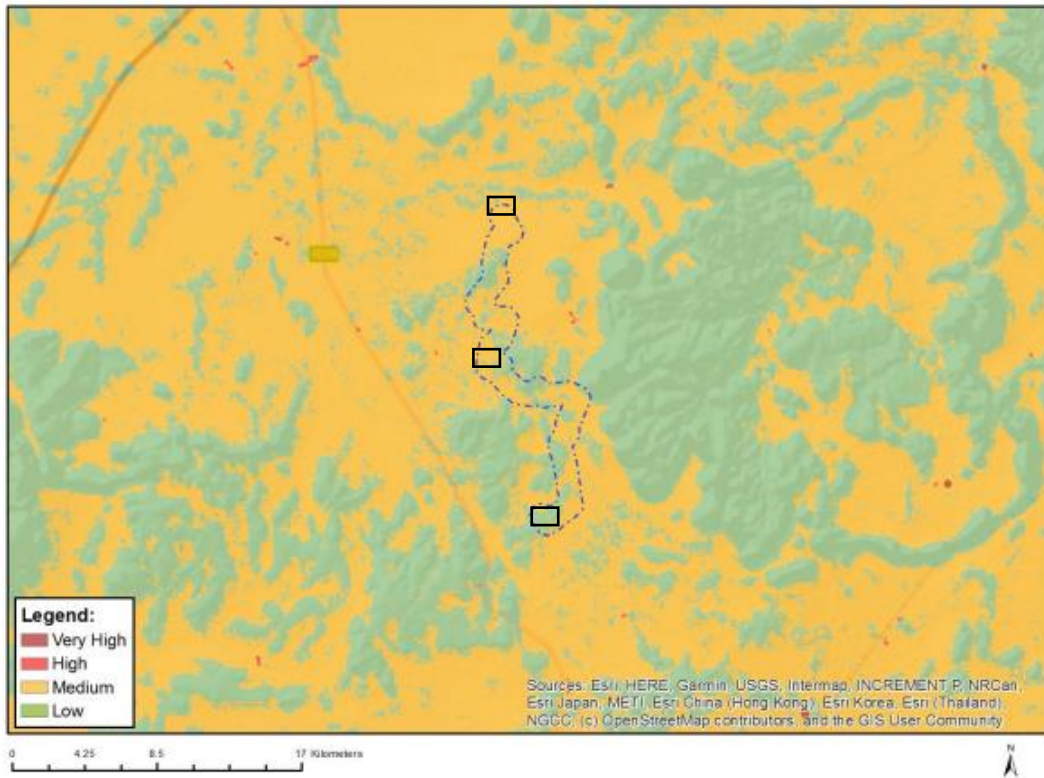 Legend:
Very High
High
Medium
Low
Sources: Esri, HERE, Garmin, USGS, Intermap, INCREMENT P, NRCan,
Esri Japan, METI, Esri China (Hong Kong), Esri Korea, Esri (Thailand),
NGCC, (c) OpenStreetMap contributors, and the GIS User Community
0 4.25 8.5 17 Kilometers
N